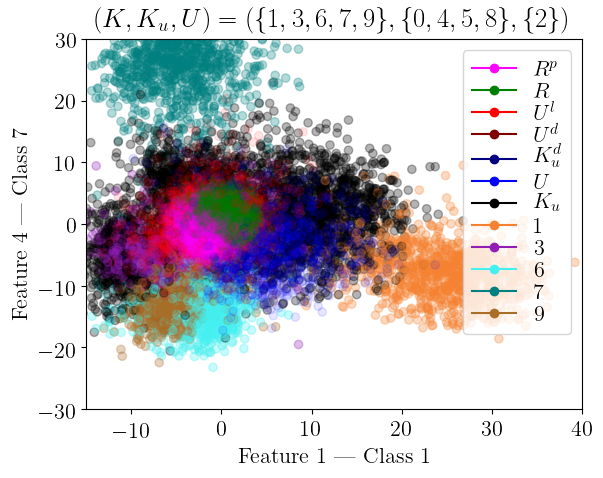 (K, K_u, U) = ({1, 3, 6, 7, 9}, {0, 4, 5, 8}, {2})
Feature 4 — Class 7
30
20
10
0
−10
−20
−30
R^p
R
U^l
U^d
K_u^d
U
K_u
1
3
6
7
9
−10 0 10 20 30 40
Feature 1 — Class 1